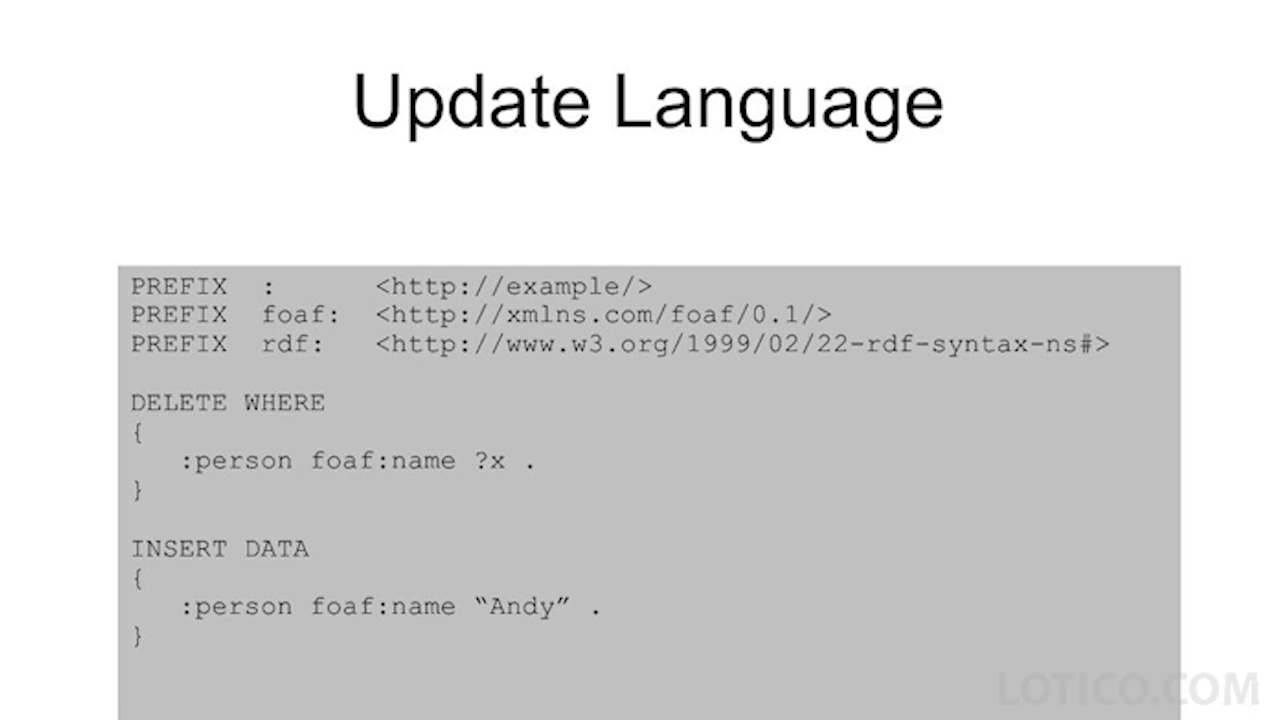 Update Language
PREFIX : <http://example/>
PREFIX foaf: <http://xmlns.com/foaf/0.1/>
PREFIX rdf: <http://www.w3.org/1999/02/22-rdf-syntax-ns#>
DELETE WHERE
{
:person foaf:name ?x .
}
INSERT DATA
{
:person foaf:name “Andy” .
}
LOTICO.COM